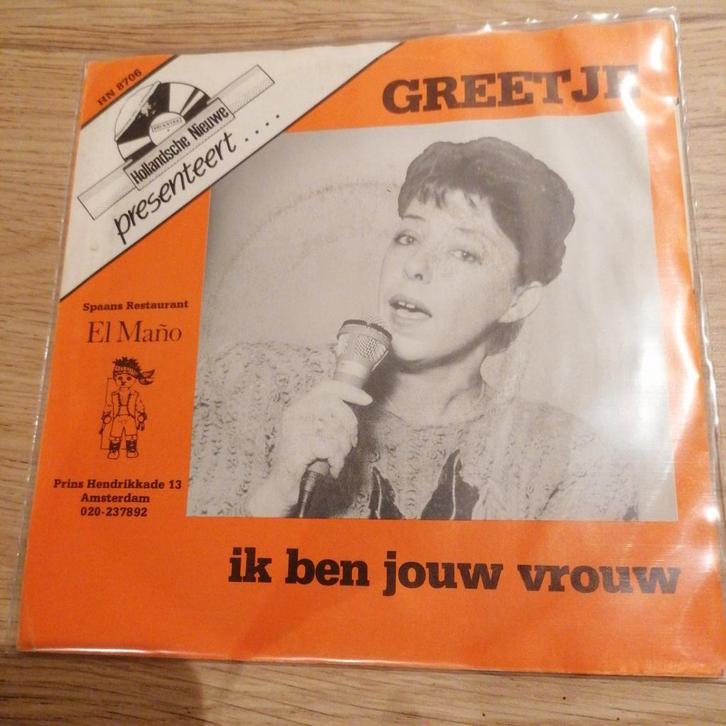 HN 8706
Hollandsche Nieuwe
presenteert....
GREETJE
Spaans Restaurant
El Maño
Prins Hendrikkade 13
Amsterdam
020-237892
ik ben jouw vrouw